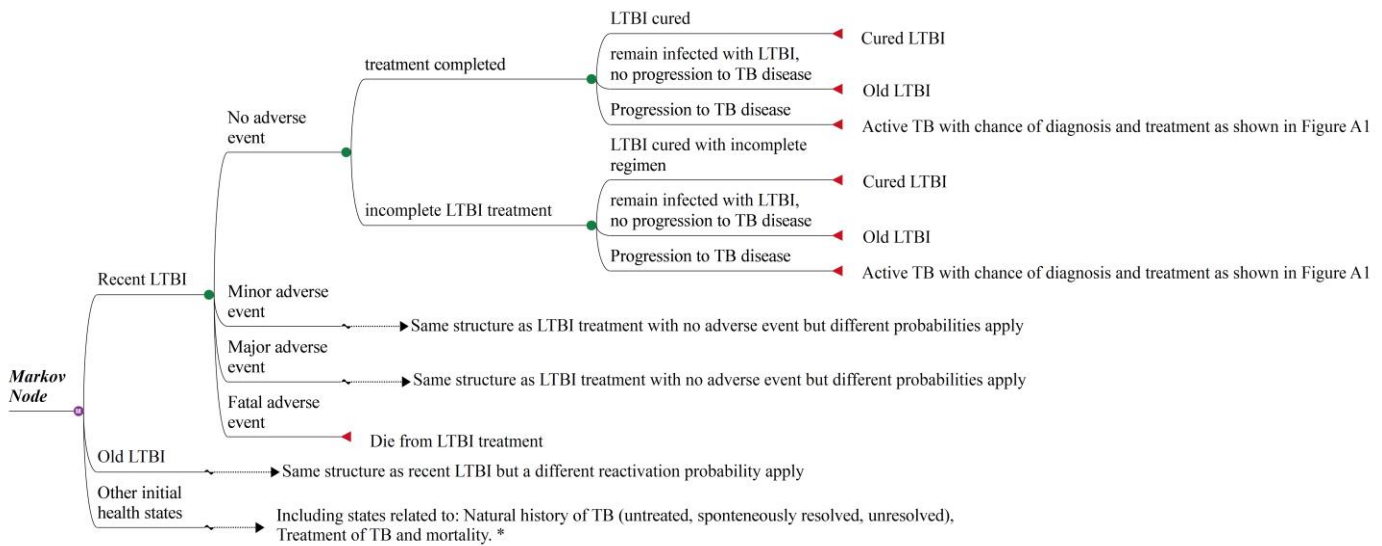 LTBI cured
Cured LTBI
remain infected with LTBI,
no progression to TB disease
Old LTBI
treatment completed
Progression to TB disease
Active TB with chance of diagnosis and treatment as shown in Figure A1
No adverse
event
LTBI cured with incomplete
regimen
Cured LTBI
incomplete LTBI treatment
remain infected with LTBI,
no progression to TB disease
Old LTBI
Progression to TB disease
Active TB with chance of diagnosis and treatment as shown in Figure A1
Recent LTBI
Minor adverse
event
Same structure as LTBI treatment with no adverse event but different probabilities apply
Major adverse
event
Same structure as LTBI treatment with no adverse event but different probabilities apply
Markov
Node
M
Fatal adverse
event
Die from LTBI treatment
Old LTBI
Same structure as recent LTBI but a different reactivation probability apply
Other initial
health states
Including states related to: Natural history of TB (untreated, sponteneously resolved, unresolved),
Treatment of TB and mortality. *